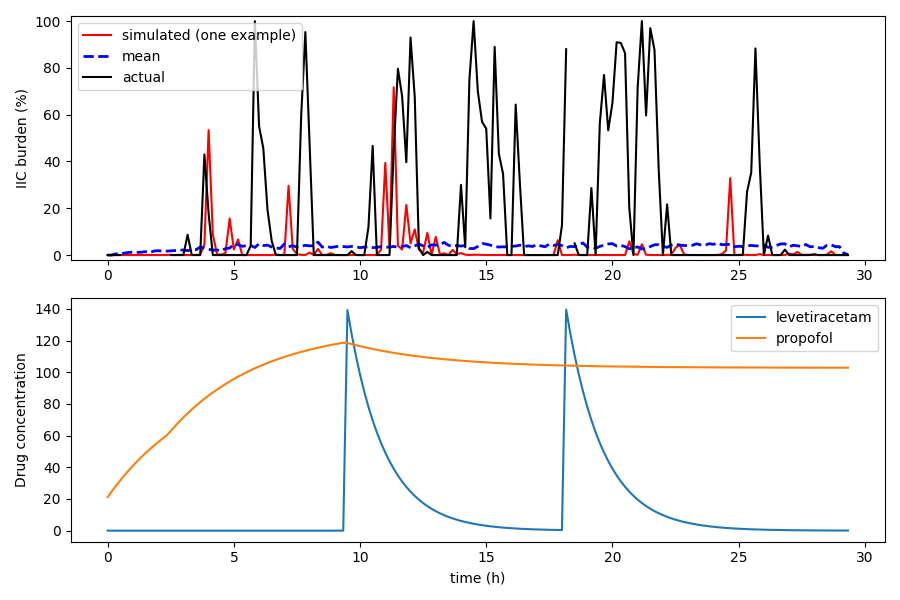 100
80
60
40
20
0
IIC burden (%)
simulated (one example)
mean
actual
0 5 10 15 20 25 30
140
120
100
80
60
40
20
0
Drug concentration
levetiracetam
propofol
0 5 10 15 20 25 30
time (h)